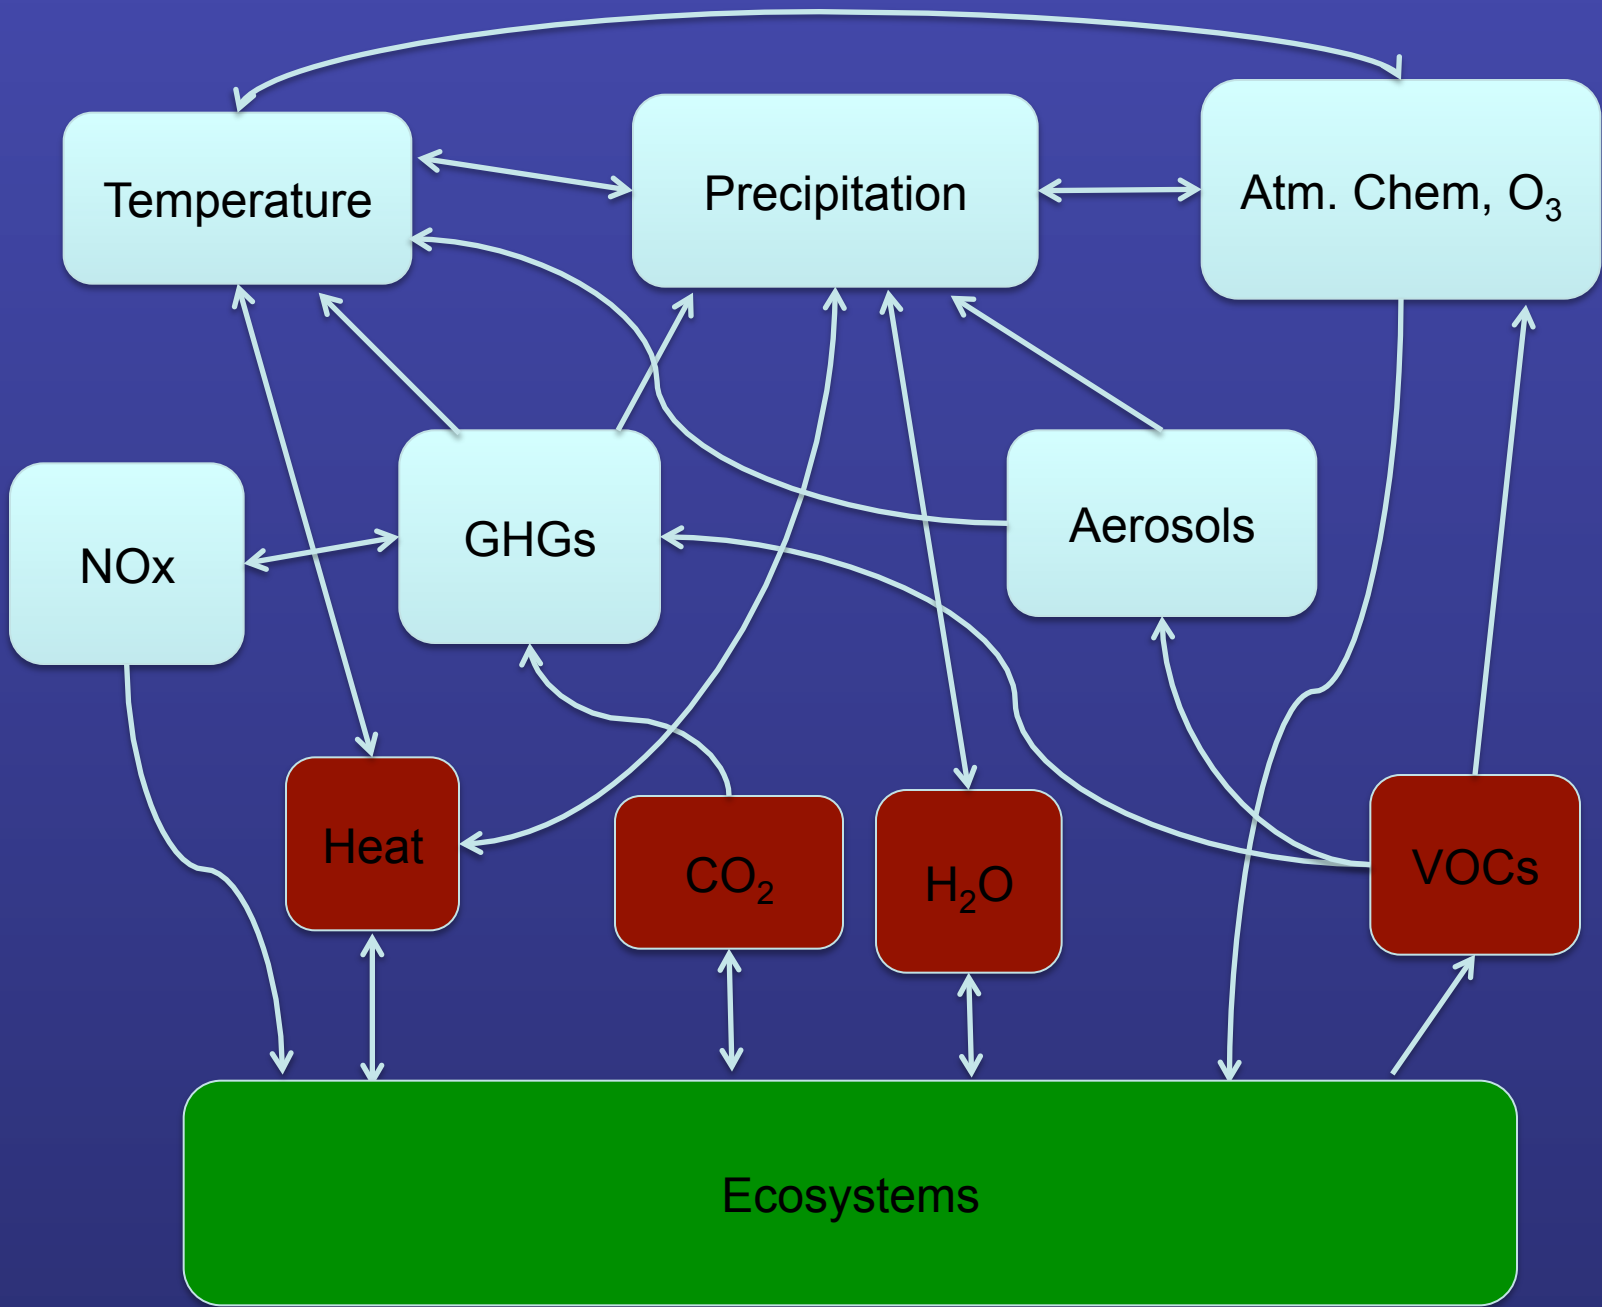 Temperature
Precipitation
Atm. Chem, O₃
NOx
GHGs
Aerosols
Heat
CO₂
H₂O
VOCs
Ecosystems